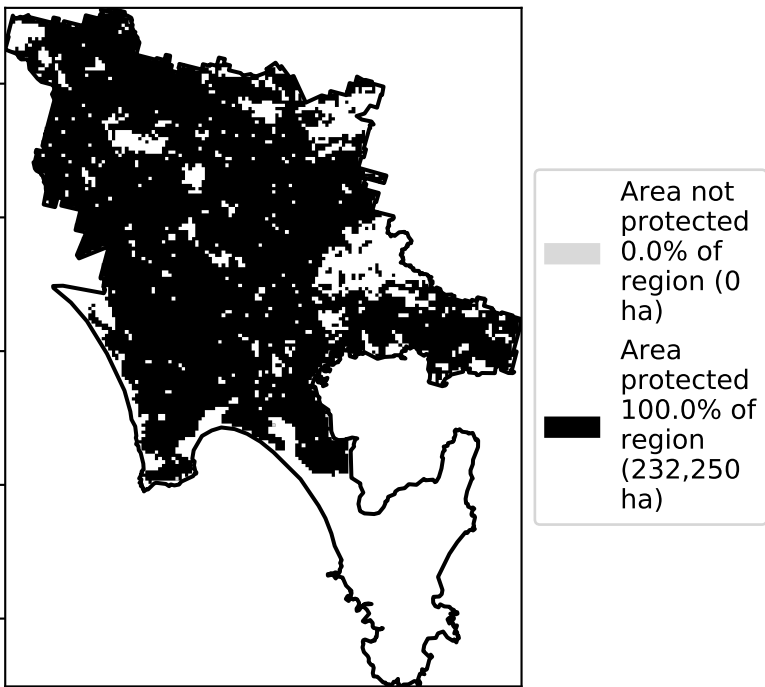 Area not
protected
0.0% of
region (0
ha)
Area
protected
100.0% of
region
(232,250
ha)